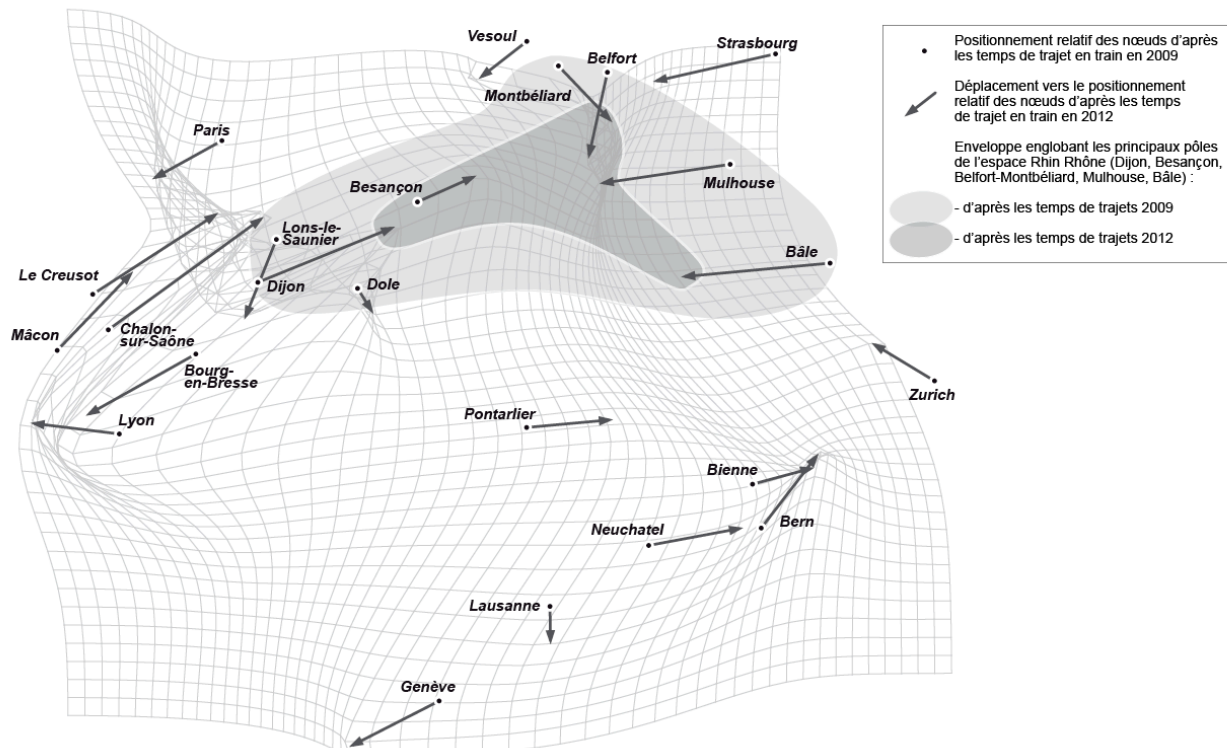 Vesoul
Belfort
Strasbourg
Montbéliard
Paris
Mulhouse
Besançon
Lons-le-
Saunier
Bâle
Le Creusot
Dijon
Dole
Mâcon
Chalon-
sur-Saône
Bourg-
en-Bresse
Zurich
Lyon
Pontarlier
Bienne
Bern
Neuchatel
Lausanne
Genève
Positionnement relatif des nœuds d'après
les temps de trajet en train en 2009
Déplacement vers le positionnement
relatif des nœuds d'après les temps
de trajet en train en 2012
Enveloppe englobant les principaux pôles
de l'espace Rhin Rhône (Dijon, Besançon,
Belfort-Montbéliard, Mulhouse, Bâle) :
- d'après les temps de trajets 2009
- d'après les temps de trajets 2012